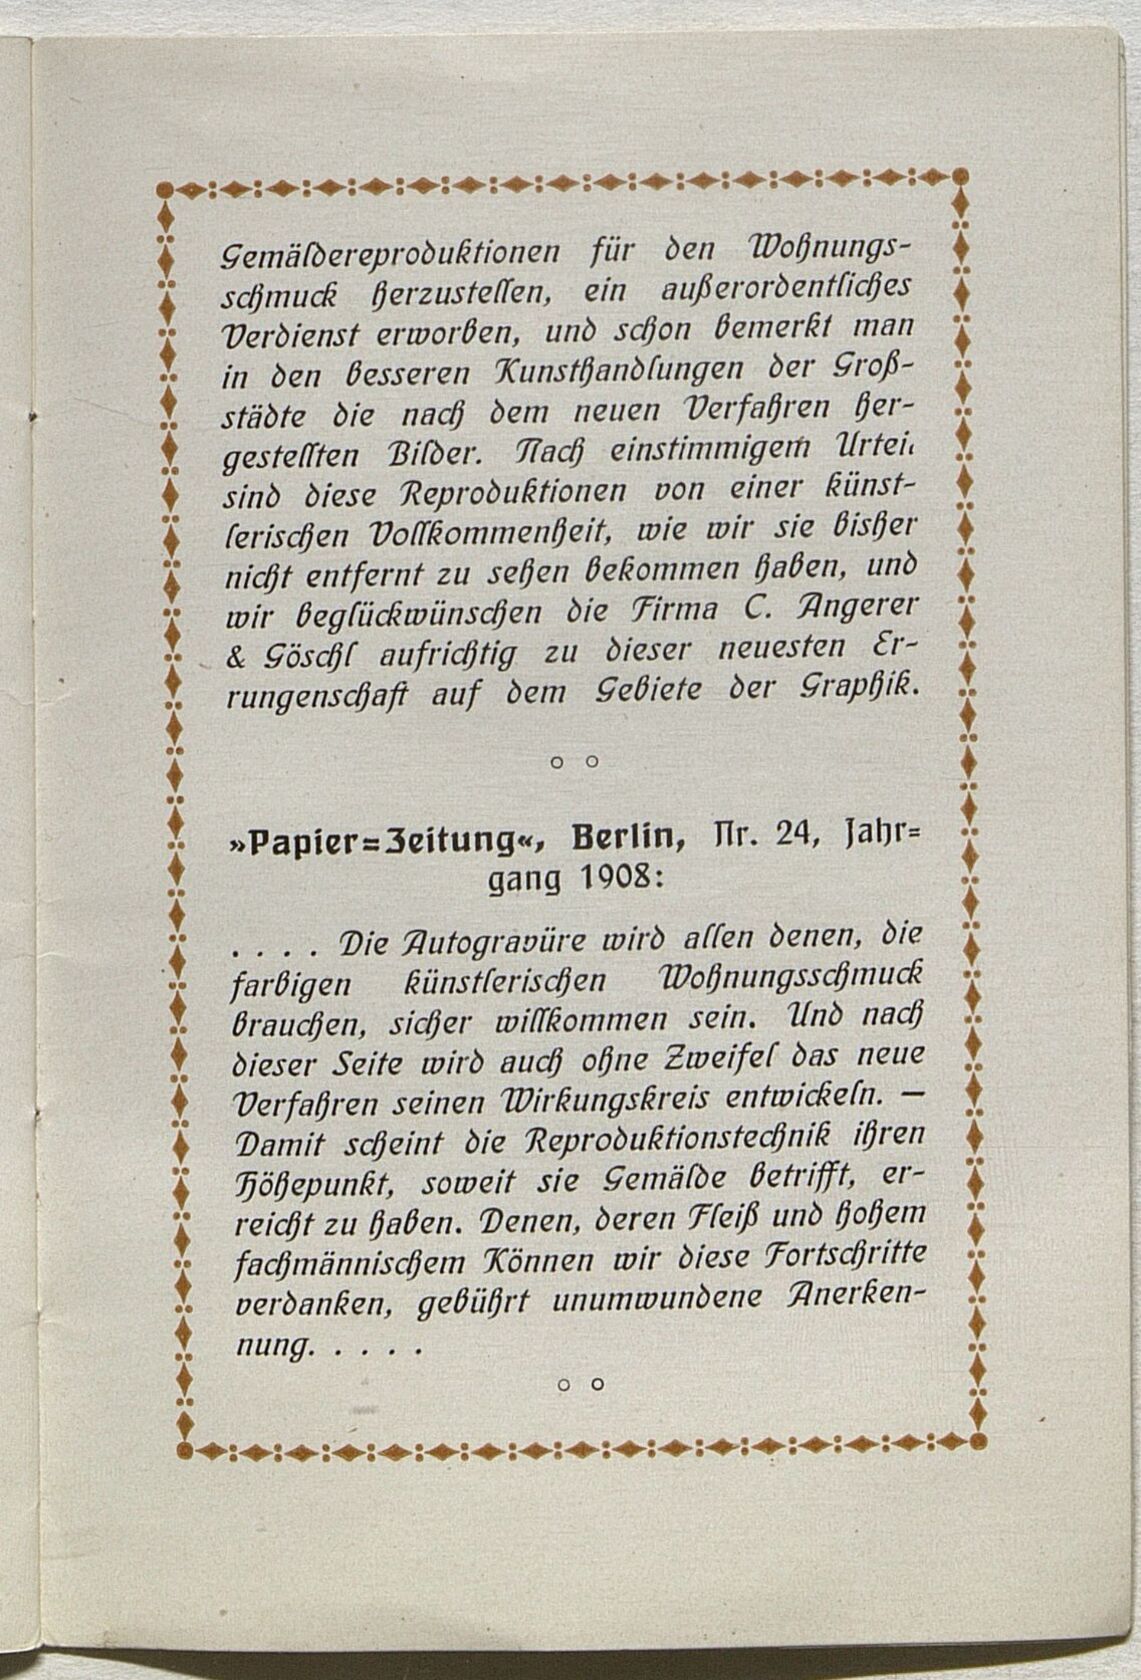 Gemäldereproduktionen für den Wohnungs-
schmuck herzustellen, ein außerordentliches
Verdienst erworben, und schon bemerkt man
in den besseren Kunsthandlungen der Groß-
städte die nach dem neuen Verfahren her-
gestellten Bilder. Nach einstimmigem Urteil
sind diese Reproduktionen von einer künst-
lerischen Vollkommenheit, wie wir sie bisher
nicht entfernt zu sehen bekommen haben, und
wir beglückwünschen die Firma C. Angerer
& Göschl aufrichtig zu dieser neuesten Er-
rungenschaft auf dem Gebiete der Graphik.
»Papier=Zeitung«, Berlin, Nr. 24, Jahr=
gang 1908:
. . . . Die Autogravüre wird allen denen, die
farbigen künstlerischen Wohnungsschmuck
brauchen, sicher willkommen sein. Und nach
dieser Seite wird auch ohne Zweifel das neue
Verfahren seinen Wirkungskreis entwickeln. —
Damit scheint die Reproduktionstechnik ihren
Höhepunkt, soweit sie Gemälde betrifft, er-
reicht zu haben. Denen, deren Fleiß und hohem
fachmännischem Können wir diese Fortschritte
verdanken, gebührt unumwundene Anerken-
nung. . . . .